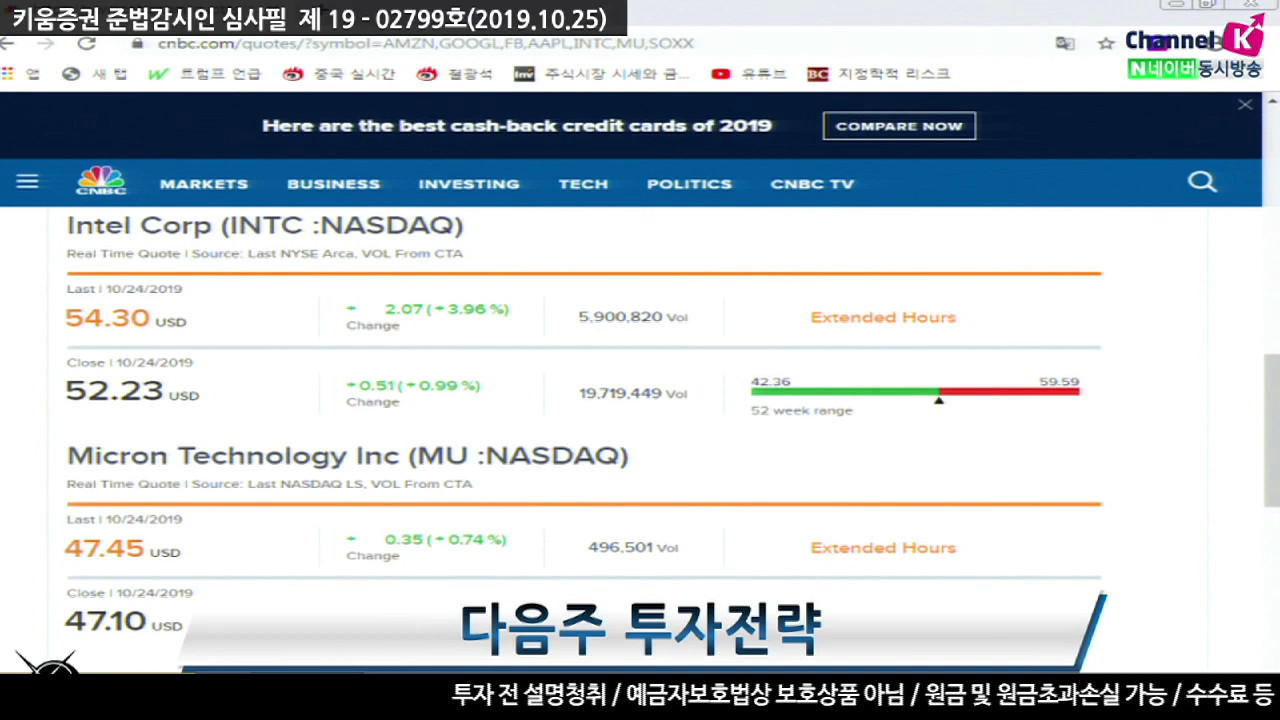 키움증권 준법감시인 심사필 제 19 - 02799호(2019.10.25)
cnbc.com/quotes/?symbol=AMZN,GOOGL,FB,AAPL,INTC,MU,SOXX
Channel K
N네이버 동시방송
앱 새 탭 트럼프 언급 중국 실시간 철광석 주식시장 시세와 금... 유튜브 BC 지정학적 리스크
Here are the best cash-back credit cards of 2019 COMPARE NOW
CNBC MARKETS BUSINESS INVESTING TECH POLITICS CNBC TV
Intel Corp (INTC :NASDAQ)
Real Time Quote | Source: Last NYSE Arca, VOL From CTA
Last | 10/24/2019
54.30 USD + 2.07 ( + 3.96 %) 5,900,820 Vol Extended Hours
Change
Close | 10/24/2019
52.23 USD +0.51 ( + 0.99 %) 19,719,449 Vol 42.36 59.59
Change 52 week range
Micron Technology Inc (MU :NASDAQ)
Real Time Quote | Source: Last NASDAQ LS, VOL From CTA
Last | 10/24/2019
47.45 USD + 0.35 ( + 0.74 %) 496,501 Vol Extended Hours
Change
Close | 10/24/2019
47.10 USD
다음주 투자전략
투자 전 설명청취 / 예금자보호법상 보호상품 아님 / 원금 및 원금초과손실 가능 / 수수료 등